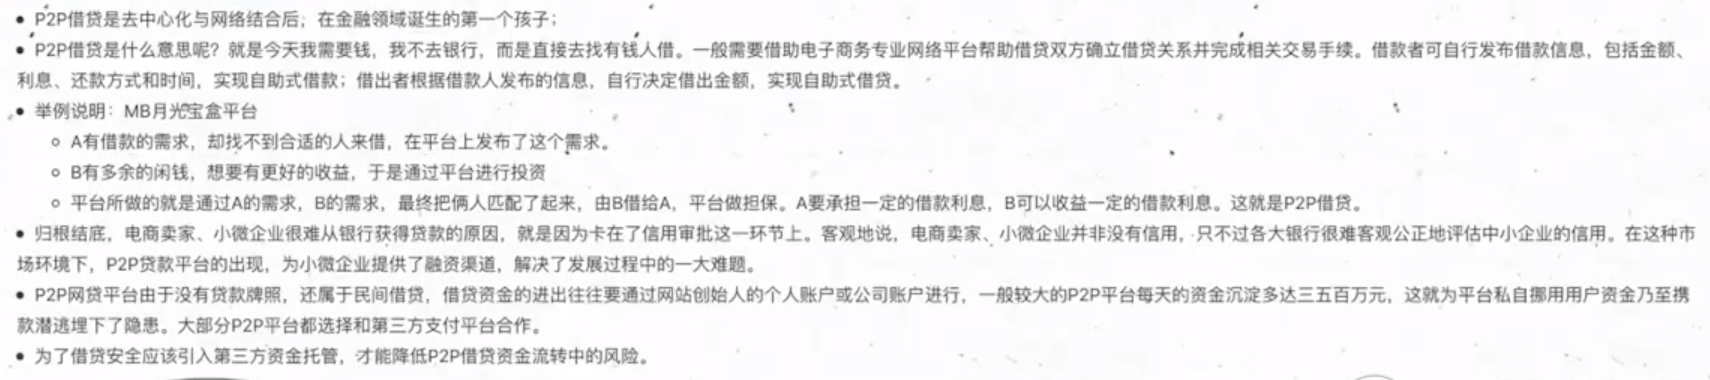 • P2P借贷是去中心化与网络结合后，在金融领域诞生的第一个孩子；
• P2P借贷是什么意思呢？就是今天我需要钱，我不去银行，而是直接去找有钱人借。一般需要借助电子商务专业网络平台帮助借贷双方确立借贷关系并完成相关交易手续。借款者可自行发布借款信息，包括金额、
利息、还款方式和时间，实现自助式借款；借出者根据借款人发布的信息，自行决定借出金额，实现自助式借贷。
• 举例说明：MB月光宝盒平台
○ A有借款的需求，却找不到合适的人来借，在平台上发布了这个需求。
○ B有多余的闲钱，想要有更好的收益，于是通过平台进行投资
○ 平台所做的就是通过A的需求，B的需求，最终把俩人匹配了起来，由B借给A，平台做担保。A要承担一定的借款利息，B可以收益一定的借款利息。这就是P2P借贷。
• 归根结底，电商卖家、小微企业很难从银行获得贷款的原因，就是因为卡在了信用审批这一环节上。客观地说，电商卖家、小微企业并非没有信用，只不过各大银行很难客观公正地评估中小企业的信用。在这种市
场环境下，P2P贷款平台的出现，为小微企业提供了融资渠道，解决了发展过程中的一大难题。
• P2P网贷平台由于没有贷款牌照，还属于民间借贷，借贷资金的进出往往要通过网站创始人的个人账户或公司账户进行，一般较大的P2P平台每天的资金沉淀多达三五百万元，这就为平台私自挪用用户资金乃至携
款潜逃埋下了隐患。大部分P2P平台都选择和第三方支付平台合作。
• 为了借贷安全应该引入第三方资金托管，才能降低P2P借贷资金流转中的风险。